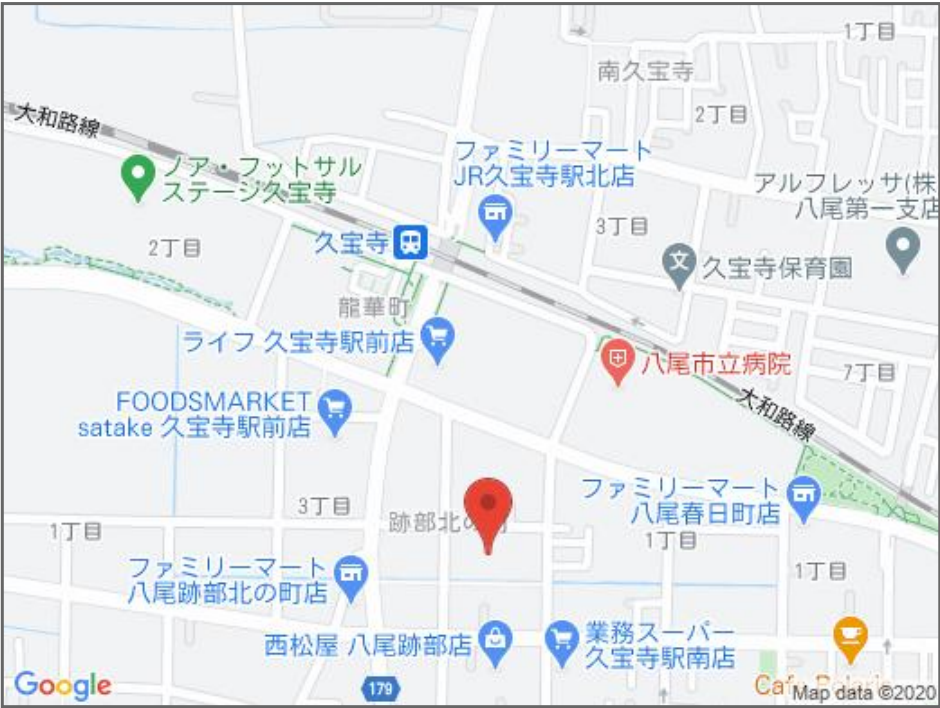 1丁目
南久宝寺
2丁目
大和路線
ファミリーマート
JR久宝寺駅北店
ノア・フットサル
ステージ久宝寺
アルフレッサ(株
八尾第一支店
3丁目
2丁目
久宝寺
久宝寺保育園
龍華町
ライフ 久宝寺駅前店
八尾市立病院
7丁目
FOODSMARKET
satake 久宝寺駅前店
大和路線
ファミリーマート
八尾春日町店
3丁目
跡部北の町
1丁目
1丁目
ファミリーマート
八尾跡部北の町店
1丁目
西松屋 八尾跡部店
業務スーパー
久宝寺駅南店
Google
179
Cafe
Map data ©2020